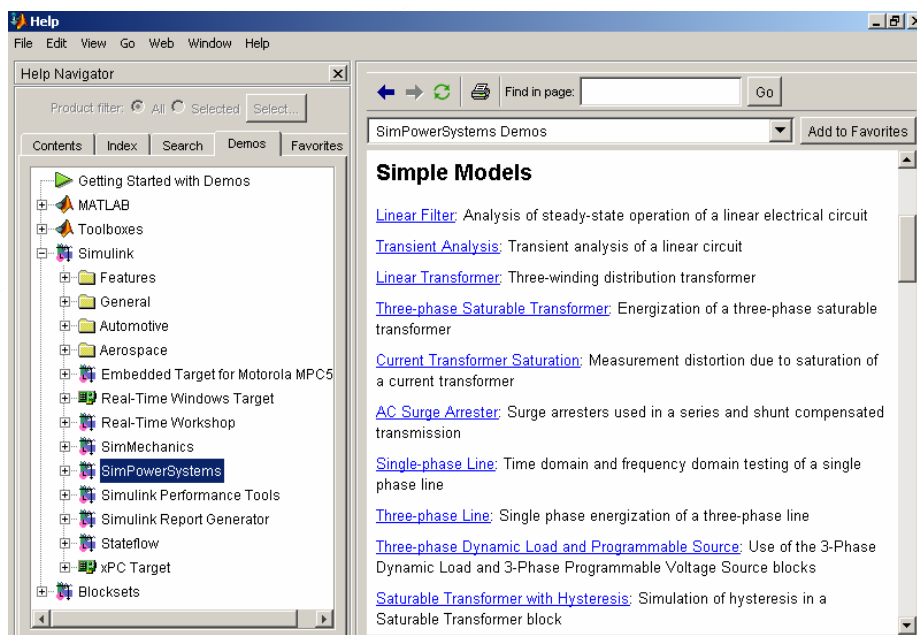 Help
File Edit View Go Web Window Help
Help Navigator
Product filter: All Selected Select...
Contents Index Search Demos Favorites
Getting Started with Demos
MATLAB
Toolboxes
Simulink
Features
General
Automotive
Aerospace
Embedded Target for Motorola MPC5
Real-Time Windows Target
Real-Time Workshop
SimMechanics
SimPowerSystems
Simulink Performance Tools
Simulink Report Generator
Stateflow
xPC Target
Blocksets
Find in page: Go
SimPowerSystems Demos Add to Favorites
Simple Models
Linear Filter: Analysis of steady-state operation of a linear electrical circuit
Transient Analysis: Transient analysis of a linear circuit
Linear Transformer: Three-winding distribution transformer
Three-phase Saturable Transformer: Energization of a three-phase saturable
transformer
Current Transformer Saturation: Measurement distortion due to saturation of
a current transformer
AC Surge Arrester: Surge arresters used in a series and shunt compensated
transmission
Single-phase Line: Time domain and frequency domain testing of a single
phase line
Three-phase Line: Single phase energization of a three-phase line
Three-phase Dynamic Load and Programmable Source: Use of the 3-Phase
Dynamic Load and 3-Phase Programmable Voltage Source blocks
Saturable Transformer with Hysteresis: Simulation of hysteresis in a
Saturable Transformer block